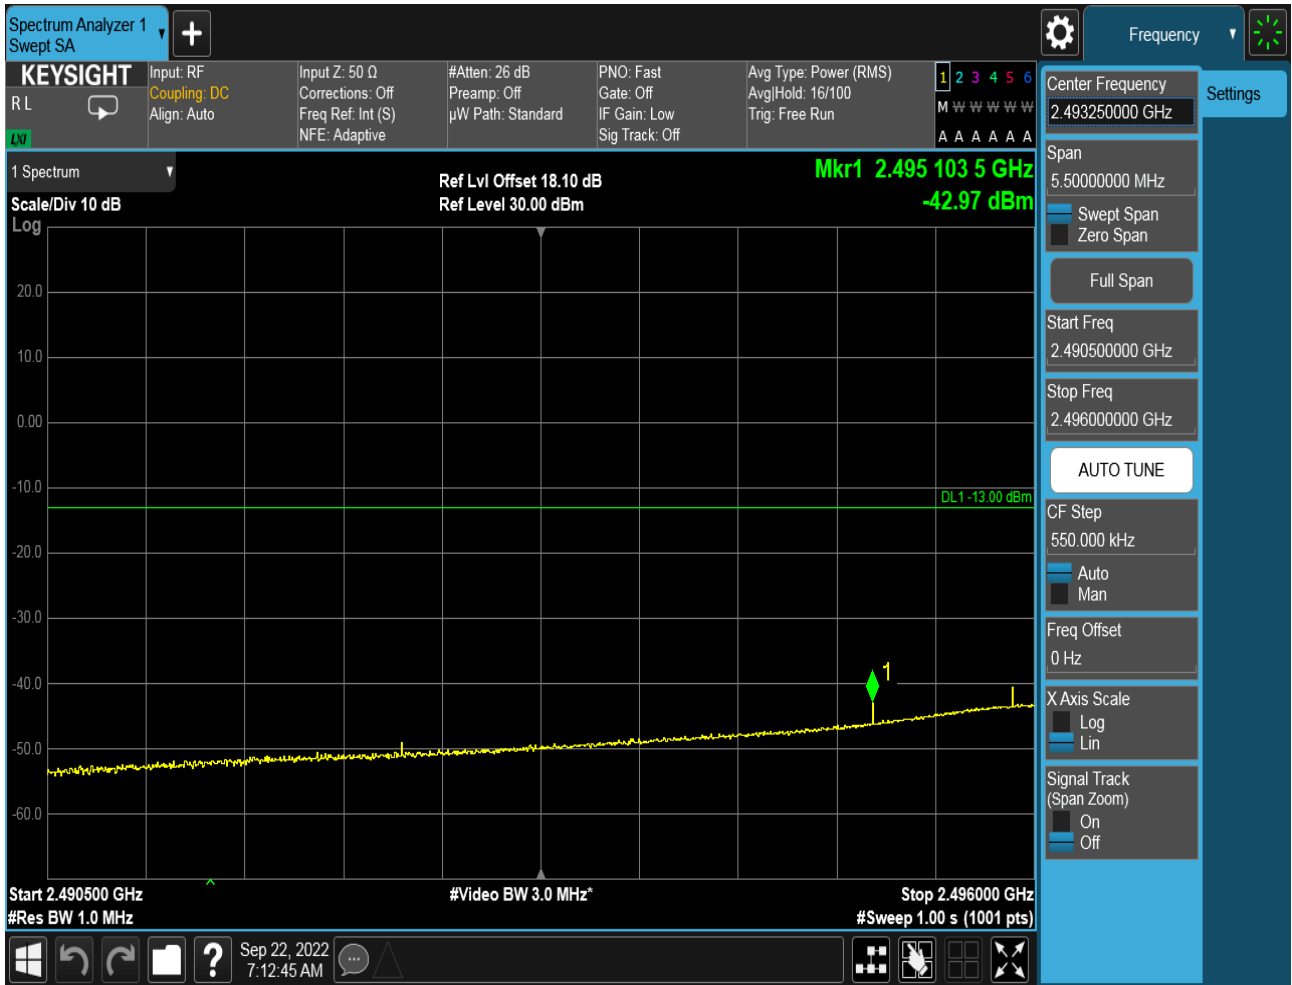 Spectrum Analyzer 1
Swept SA
Frequency
KEYSIGHT
R L
LXI
Input: RF
Coupling: DC
Align: Auto
Input Z: 50 Ω
Corrections: Off
Freq Ref: Int (S)
NFE: Adaptive
#Atten: 26 dB
Preamp: Off
µW Path: Standard
PNO: Fast
Gate: Off
IF Gain: Low
Sig Track: Off
Avg Type: Power (RMS)
Avg|Hold: 16/100
Trig: Free Run
1 2 3 4 5 6
M W W W W W
A A A A A A
1 Spectrum
Scale/Div 10 dB
Log
Ref Lvl Offset 18.10 dB
Ref Level 30.00 dBm
Mkr1 2.495 103 5 GHz
-42.97 dBm
20.0
10.0
0.00
-10.0
DL1 -13.00 dBm
-20.0
-30.0
1
-40.0
-50.0
-60.0
Start 2.490500 GHz
#Video BW 3.0 MHz*
Stop 2.496000 GHz
#Res BW 1.0 MHz
#Sweep 1.00 s (1001 pts)
?
Sep 22, 2022
7:12:45 AM
Center Frequency
2.493250000 GHz
Settings
Span
5.50000000 MHz
Swept Span
Zero Span
Full Span
Start Freq
2.490500000 GHz
Stop Freq
2.496000000 GHz
AUTO TUNE
CF Step
550.000 kHz
Auto
Man
Freq Offset
0 Hz
X Axis Scale
Log
Lin
Signal Track
(Span Zoom)
On
Off